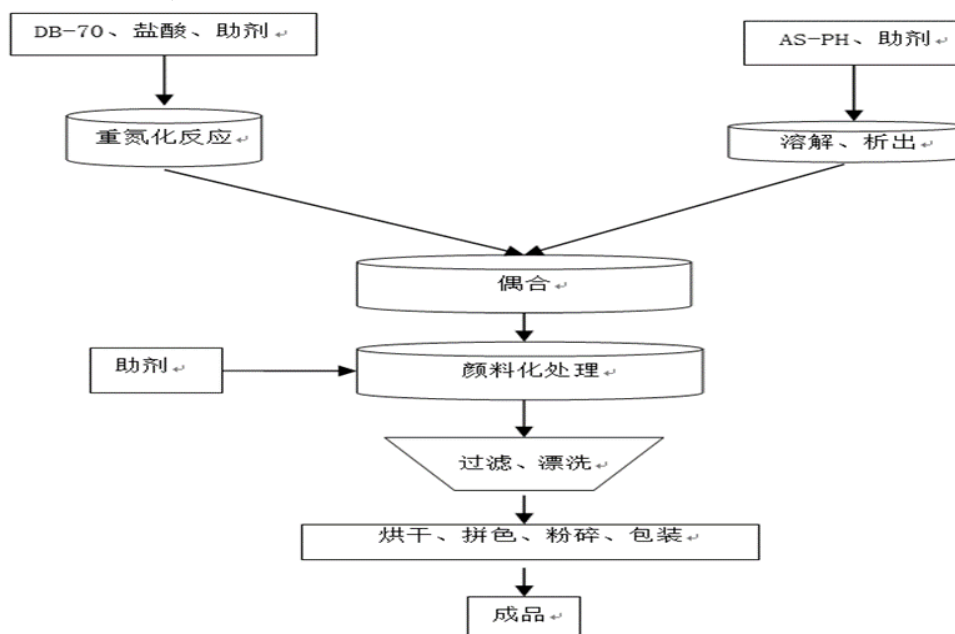 DB-70、盐酸、助剂
AS-PH、助剂
重氮化反应
溶解、析出
偶合
助剂
颜料化处理
过滤、漂洗
烘干、拼色、粉碎、包装
成品